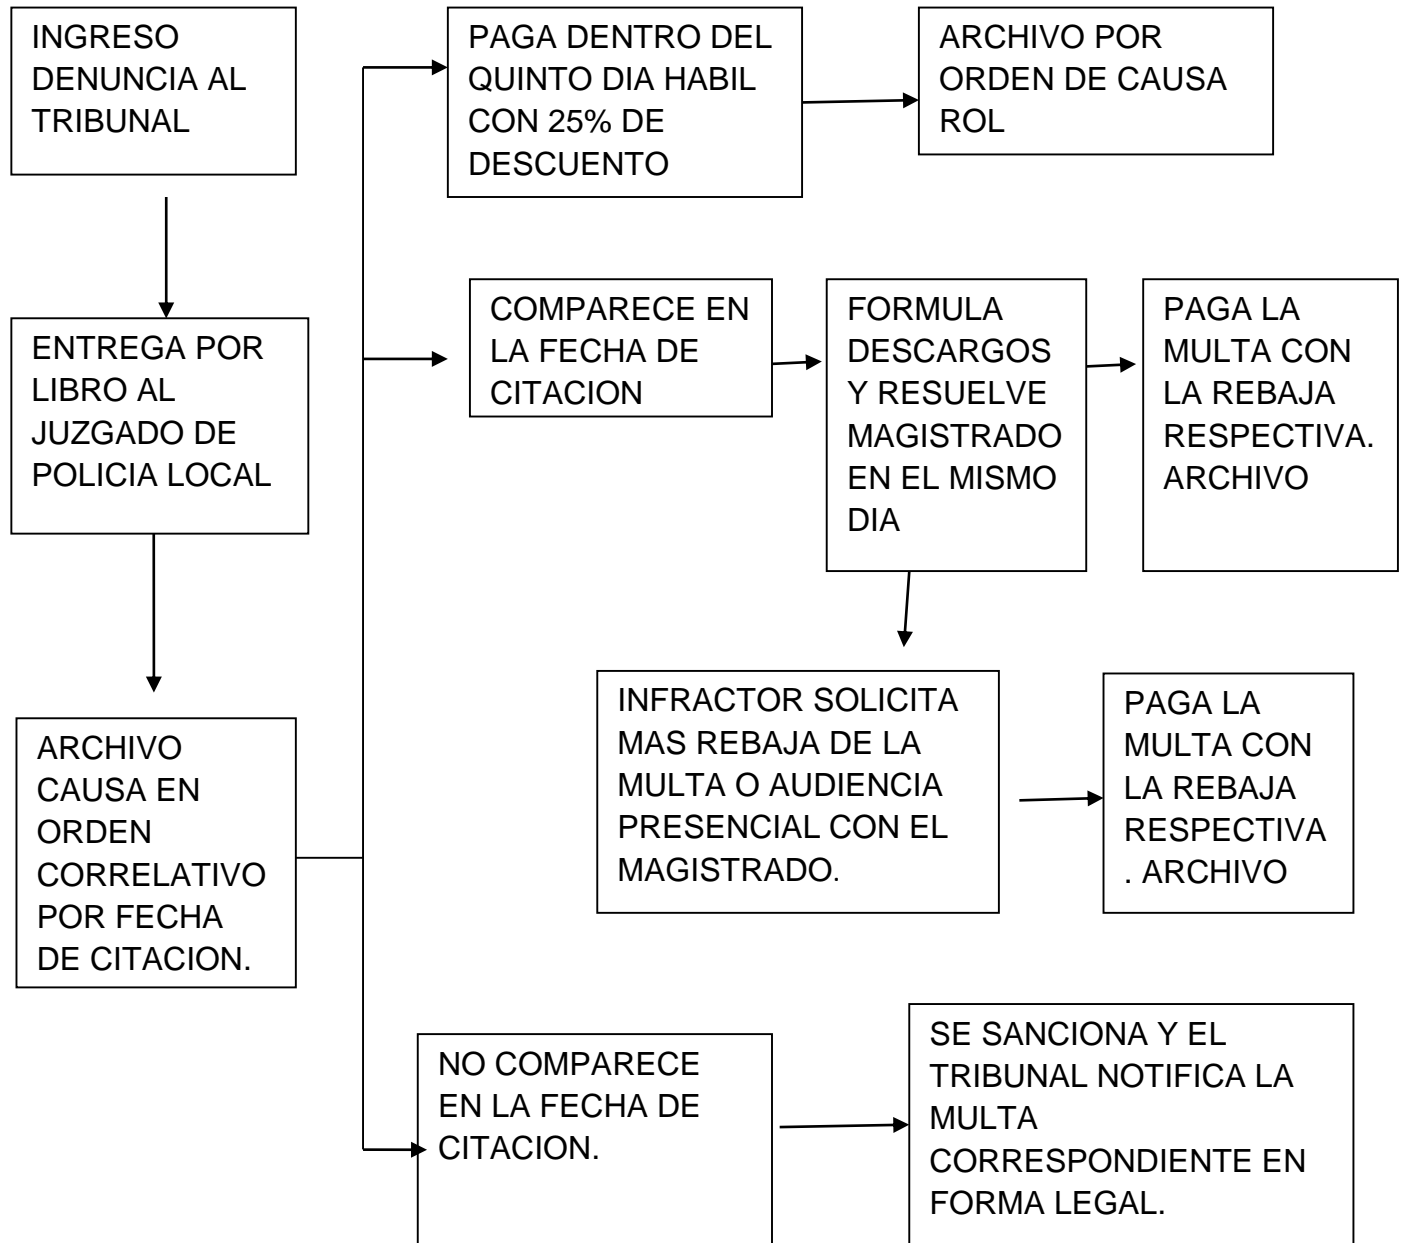 INGRESO
DENUNCIA AL
TRIBUNAL
PAGA DENTRO DEL
QUINTO DIA HABIL
CON 25% DE
DESCUENTO
ARCHIVO POR
ORDEN DE CAUSA
ROL
ENTREGA POR
LIBRO AL
JUZGADO DE
POLICIA LOCAL
COMPARECE EN
LA FECHA DE
CITACION
FORMULA
DESCARGOS
Y RESUELVE
MAGISTRADO
EN EL MISMO
DIA
PAGA LA
MULTA CON
LA REBAJA
RESPECTIVA.
ARCHIVO
ARCHIVO
CAUSA EN
ORDEN
CORRELATIVO
POR FECHA
DE CITACION.
INFRACTOR SOLICITA
MAS REBAJA DE LA
MULTA O AUDIENCIA
PRESENCIAL CON EL
MAGISTRADO.
PAGA LA
MULTA CON
LA REBAJA
RESPECTIVA
. ARCHIVO
NO COMPARECE
EN LA FECHA DE
CITACION.
SE SANCIONA Y EL
TRIBUNAL NOTIFICA LA
MULTA
CORRESPONDIENTE EN
FORMA LEGAL.